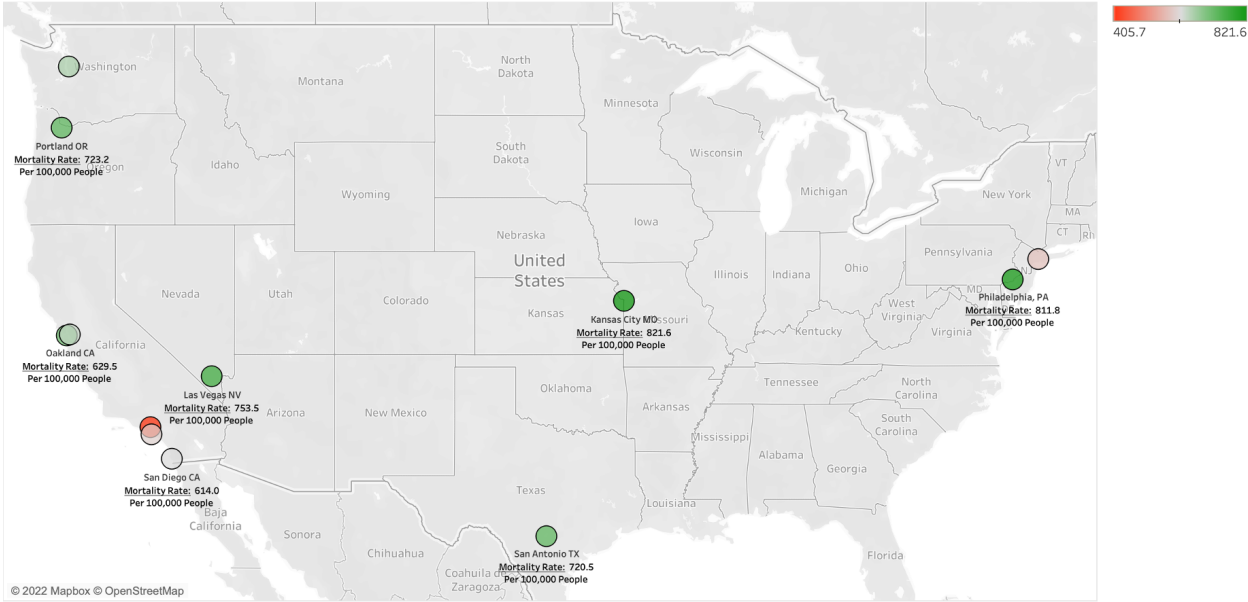 405.7 821.6
Washington
Montana
North
Dakota
Minnesota
Portland OR
Mortality Rate: 723.2
Per 100,000 People
Oregon
Idaho
South
Dakota
Wisconsin
Michigan
New York
VT
MA
CT
Wyoming
Iowa
Nebraska
Pennsylvania
NJ
United
States
Illinois
Indiana
Ohio
MD
Philadelphia, PA
Mortality Rate: 811.8
Per 100,000 People
Nevada
Utah
Colorado
Kansas
Kansas City MO
Missouri
Mortality Rate: 821.6
Per 100,000 People
West
Virginia
Virginia
Kentucky
California
Oakland CA
Mortality Rate: 629.5
Per 100,000 People
Las Vegas NV
Mortality Rate: 753.5
Per 100,000 People
Arizona
New Mexico
Oklahoma
Arkansas
Tennessee
North
Carolina
South
Carolina
Mississippi
Alabama
Georgia
San Diego CA
Mortality Rate: 614.0
Per 100,000 People
Baja
California
Sonora
Chihuahua
Texas
Louisiana
San Antonio TX
Mortality Rate: 720.5
Per 100,000 People
Coahuila de
Zaragoza
Florida
© 2022 Mapbox © OpenStreetMap